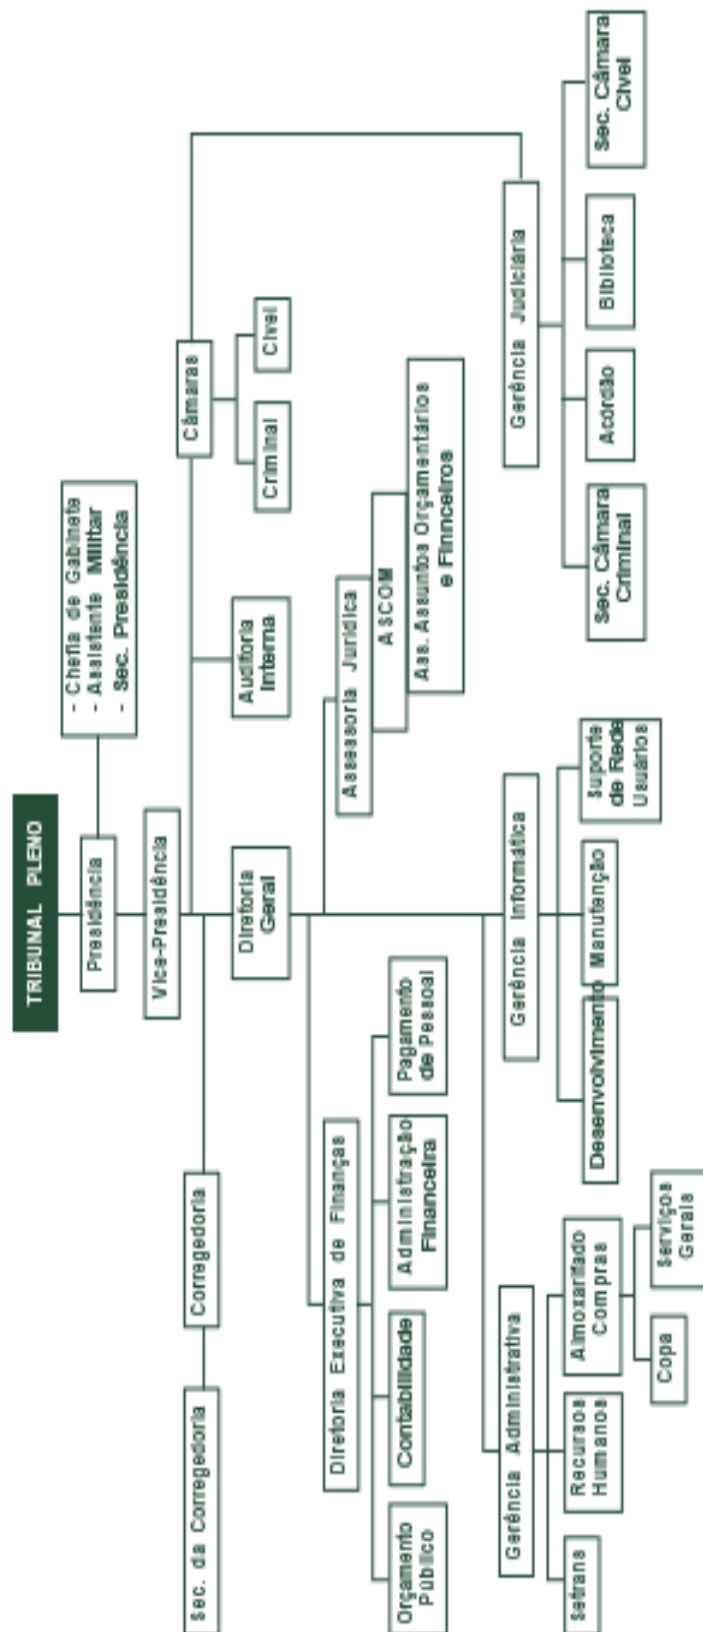 TRIBUNAL PLENO
- Chefia de Gabinete
- Assistente Militar
- Sec. Presidência
Presidência
Vice-Presidência
Sec. da Corregedoria
Corregedoria
Câmaras
Criminal
Cível
Diretoria
Geral
Auditoria
Interna
Diretoria Executiva de Finanças
Assessoria Jurídica
ASCOM
Ass. Assuntos Orçamentários
e Finnceiros
Orçamento
Público
Contabilidade
Administração
Financeira
Pagamento
de Pessoal
Gerência Administrativa
Gerência Informática
Gerência Judiciária
Setrans
Recursos
Humanos
Almoxarifado
Compras
Desenvolvimento
Manutenção
Suporte
de Rede
Usuários
Sec. Câmara
Criminal
Acórdão
Biblioteca
Sec. Câmara
Cível
Copa
Serviços
Gerais